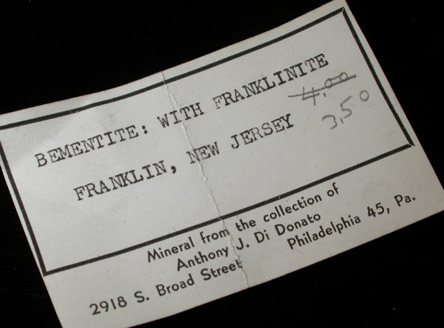 BEMENTITE: WITH FRANKLINITE
4.00
FRANKLIN, NEW JERSEY
3.50
Mineral from the collection of
Anthony J. Di Donato
2918 S. Broad Street Philadelphia 45, Pa.